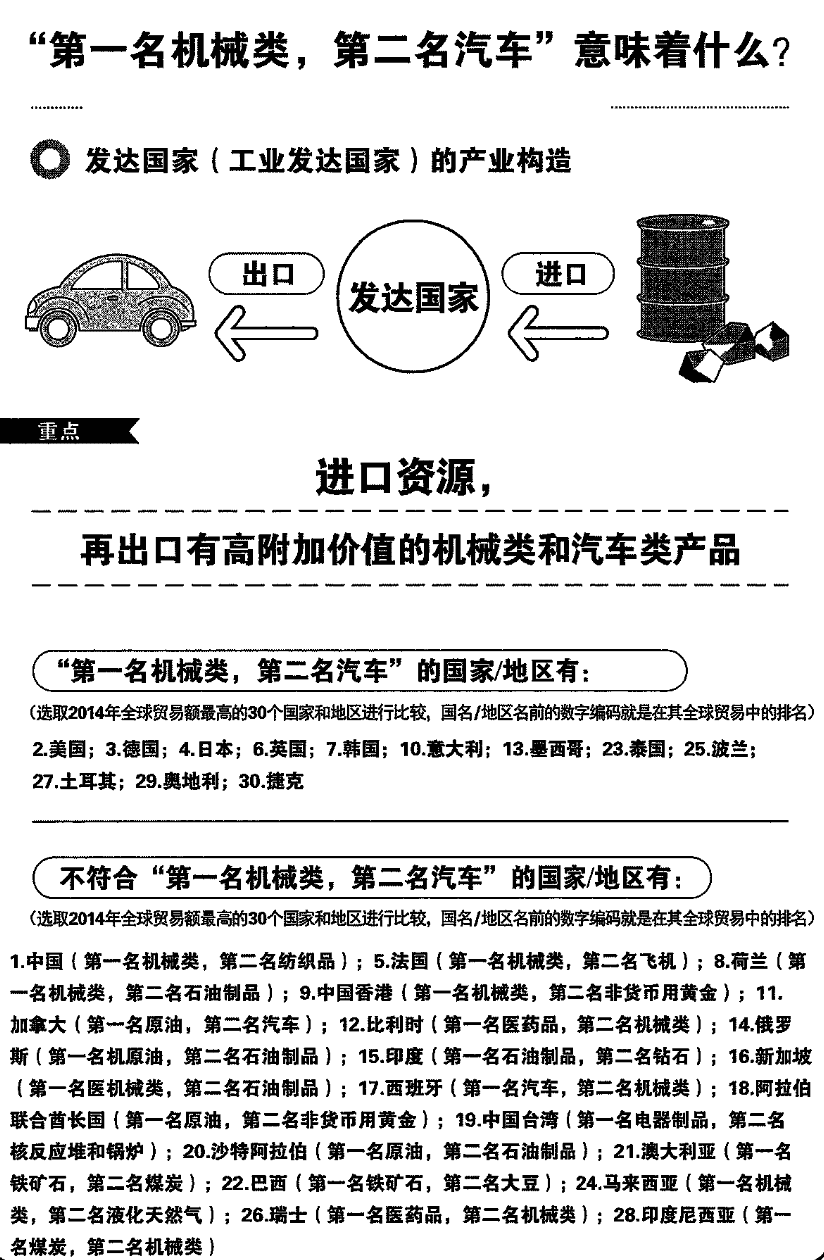 “第一名机械类，第二名汽车”意味着什么？
发达国家（工业发达国家）的产业构造
出口
进口
发达国家
重点
进口资源，
再出口有高附加价值的机械类和汽车类产品
“第一名机械类，第二名汽车”的国家/地区有：
（选取2014年全球贸易额最高的30个国家和地区进行比较，国名/地区名前的数字编码就是在其全球贸易中的排名）
2.美国；3.德国；4.日本；6.英国；7.韩国；10.意大利；13.墨西哥；23.泰国；25.波兰；
27.土耳其；29.奥地利；30.捷克
不符合“第一名机械类，第二名汽车”的国家/地区有：
（选取2014年全球贸易额最高的30个国家和地区进行比较，国名/地区名前的数字编码就是在其全球贸易中的排名）
1.中国（第一名机械类，第二名纺织品）；5.法国（第一名机械类，第二名飞机）；8.荷兰（第
一名机械类，第二名石油制品）；9.中国香港（第一名机械类，第二名非货币用黄金）；11.
加拿大（第一名原油，第二名汽车）；12.比利时（第一名医药品，第二名机械类）；14.俄罗
斯（第一名机原油，第二名石油制品）；15.印度（第一名石油制品，第二名钻石）；16.新加坡
（第一名医机械类，第二名石油制品）；17.西班牙（第一名汽车，第二名机械类）；18.阿拉伯
联合酋长国（第一名原油，第二名非货币用黄金）；19.中国台湾（第一名电器制品，第二名
核反应堆和锅炉）；20.沙特阿拉伯（第一名原油，第二名石油制品）；21.澳大利亚（第一名
铁矿石，第二名煤炭）；22.巴西（第一名铁矿石，第二名大豆）；24.马来西亚（第一名机械
类，第二名液化天然气）；26.瑞士（第一名医药品，第二名机械类）；28.印度尼西亚（第一
名煤炭，第二名机械类）